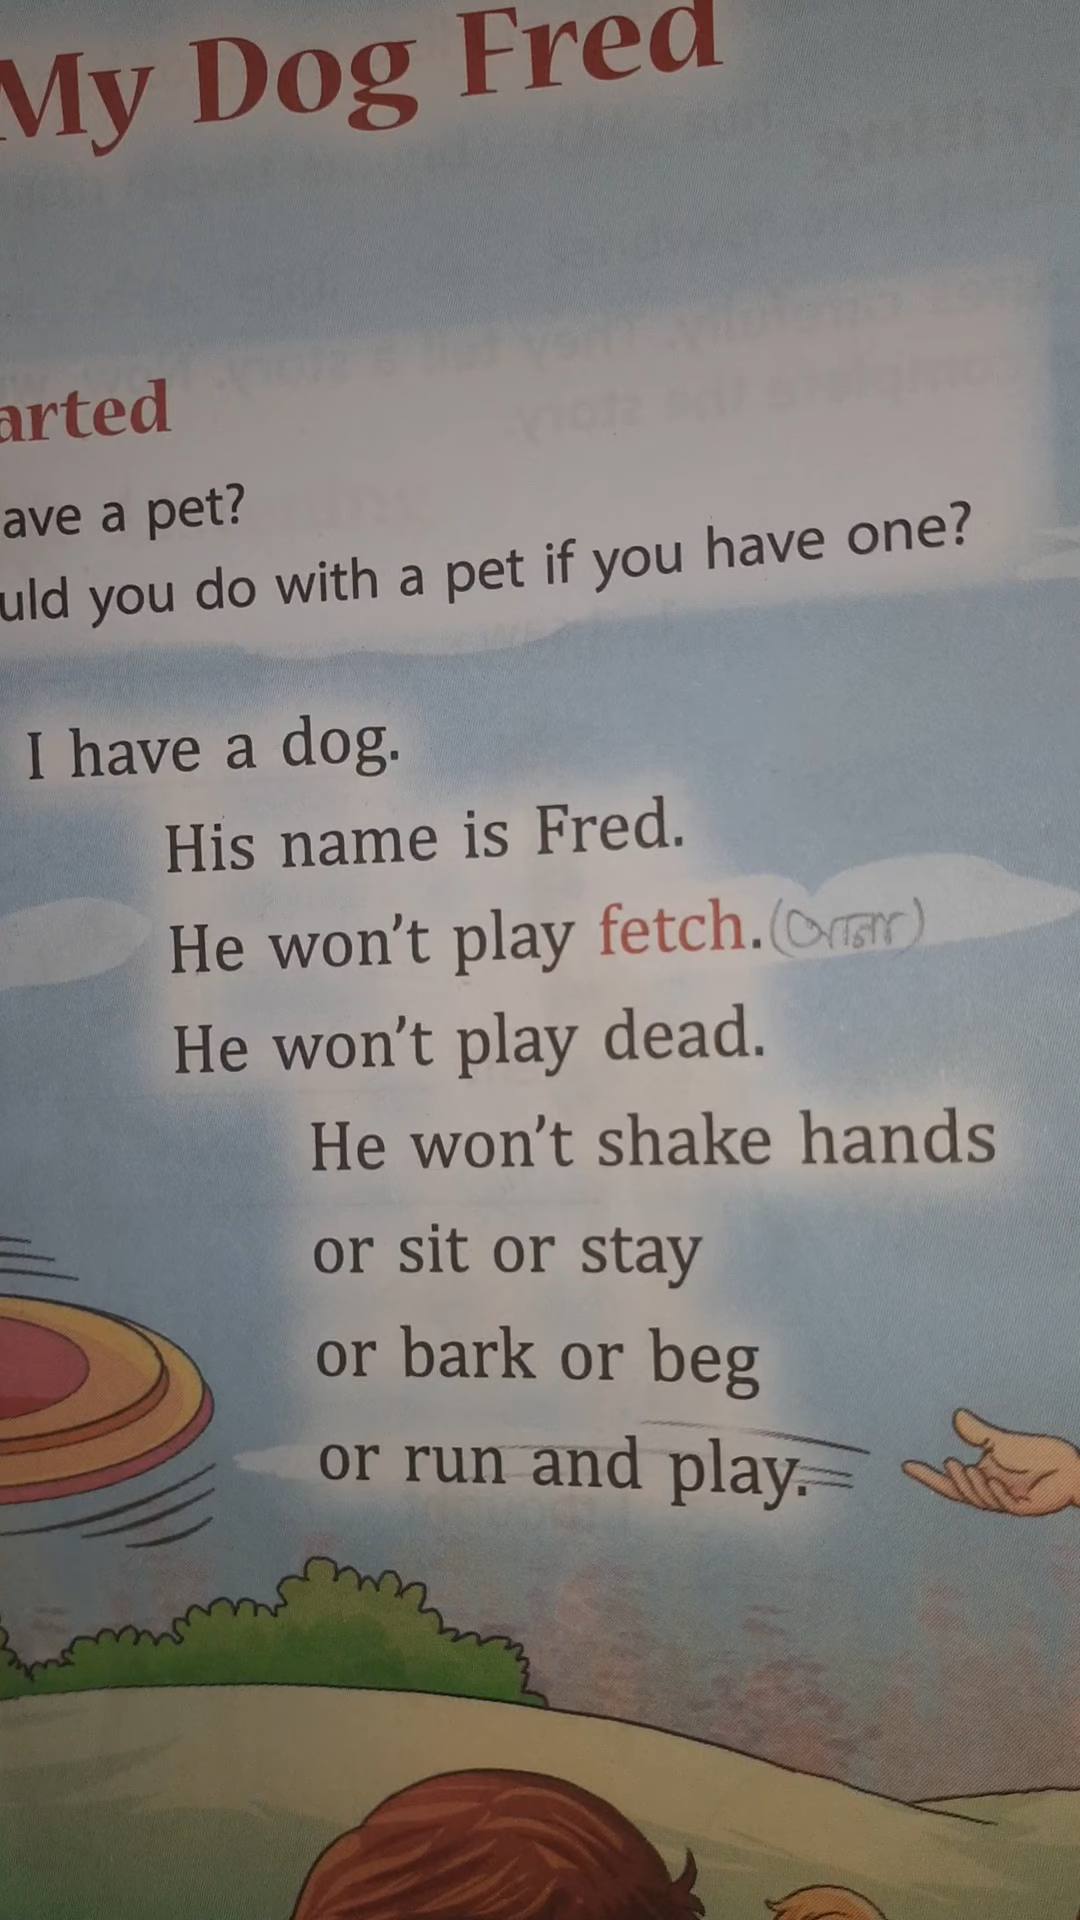 My Dog Fred
arted
ave a pet?
uld you do with a pet if you have one?
I have a dog.
His name is Fred.
He won't play fetch. (আনা)
He won't play dead.
He won't shake hands
or sit or stay
or bark or beg
or run and play.